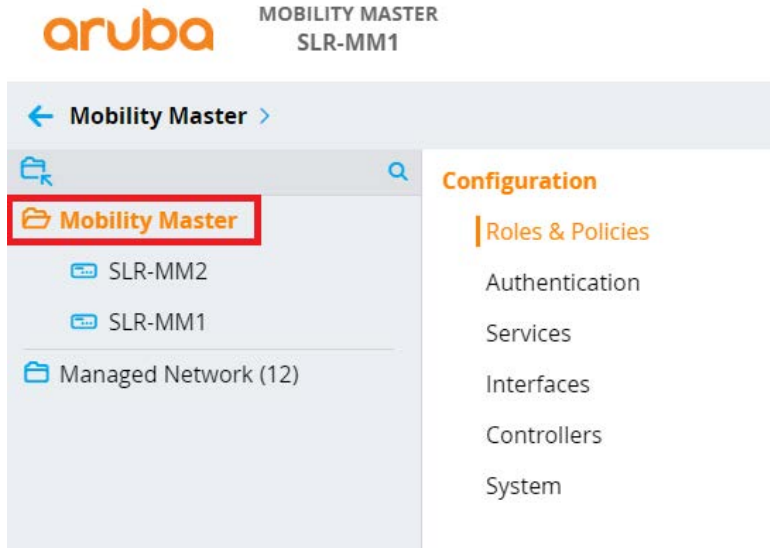 aruba
MOBILITY MASTER
SLR-MM1
Mobility Master >
Mobility Master
SLR-MM2
SLR-MM1
Managed Network (12)
Configuration
Roles & Policies
Authentication
Services
Interfaces
Controllers
System